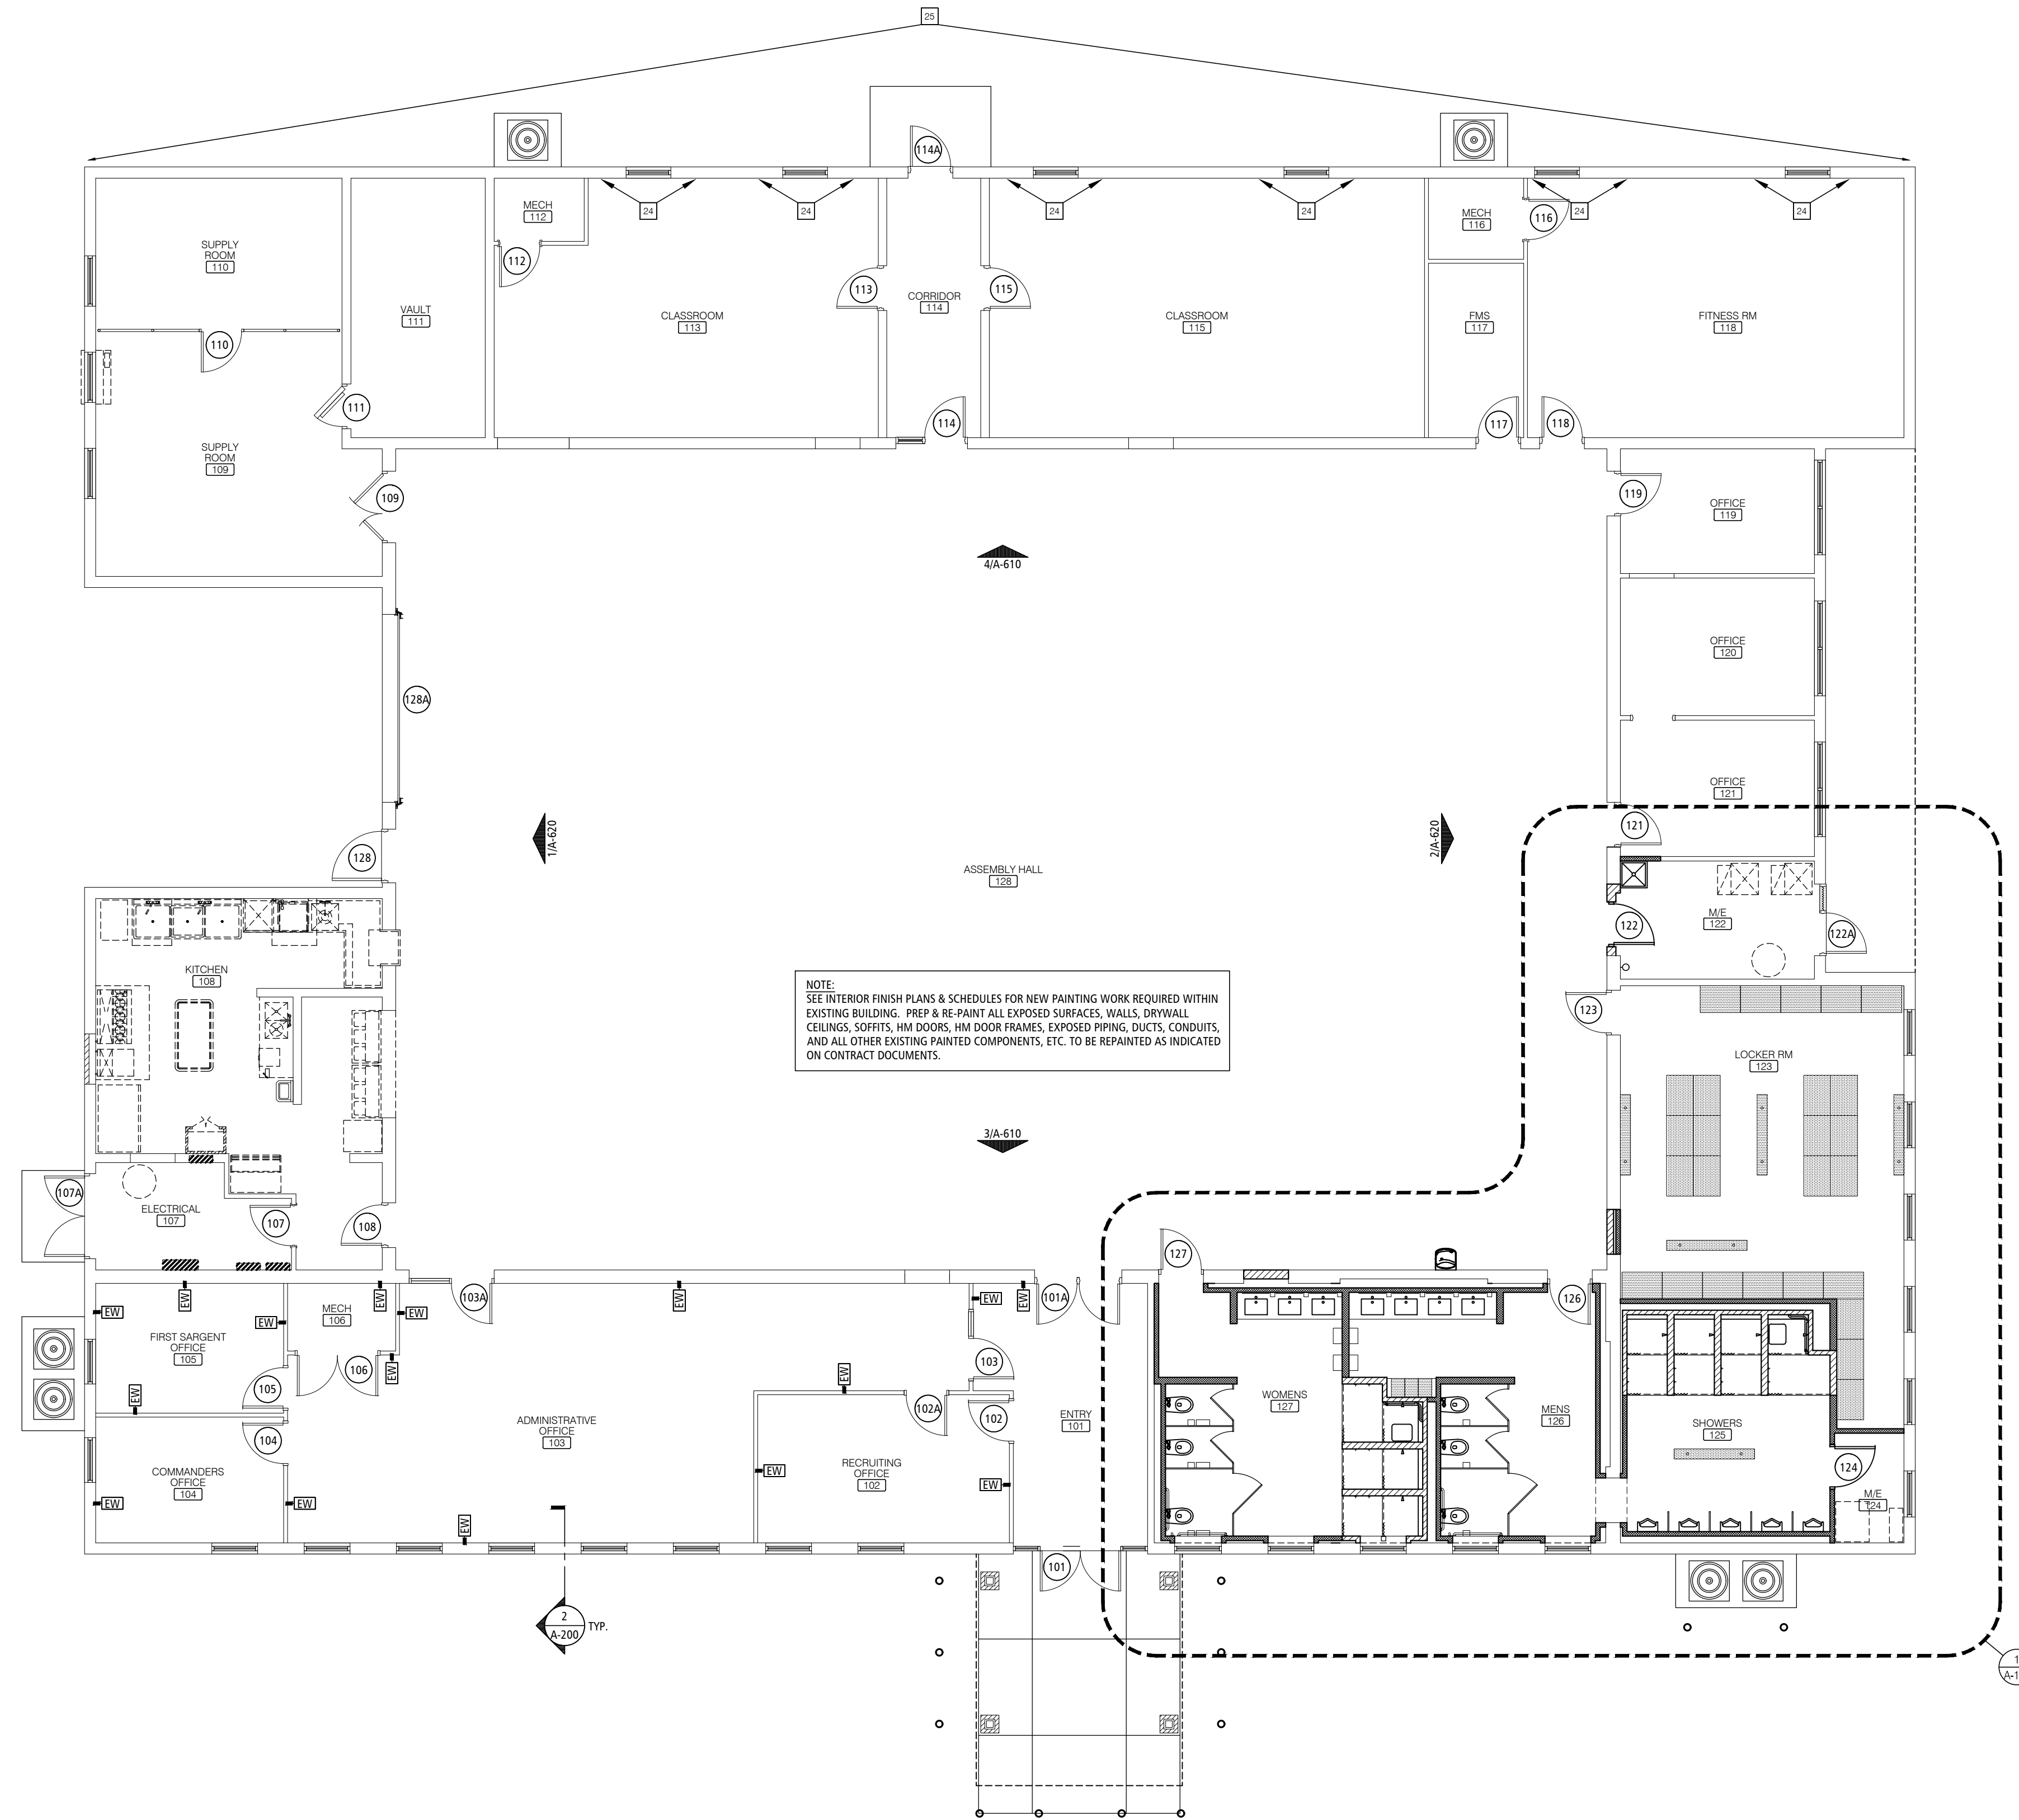 25
114A
MECH
112
112
24
24
24
24
24
24
MECH
116
116
SUPPLY
ROOM
110
110
VAULT
111
111
CLASSROOM
113
113
CORRIDOR
114
114
115
CLASSROOM
115
FMS
117
117
FITNESS RM
118
118
SUPPLY
ROOM
109
109
119
OFFICE
119
4/A-610
OFFICE
120
128A
OFFICE
121
121
1/A-620
2/A-620
128
ASSEMBLY HALL
128
M/E
122
122
122A
KITCHEN
108
NOTE:
SEE INTERIOR FINISH PLANS & SCHEDULES FOR NEW PAINTING WORK REQUIRED WITHIN
EXISTING BUILDING. PREP & RE-PAINT ALL EXPOSED SURFACES, WALLS, DRYWALL
CEILINGS, SOFFITS, HM DOORS, HM DOOR FRAMES, EXPOSED PIPING, DUCTS, CONDUITS,
AND ALL OTHER EXISTING PAINTED COMPONENTS, ETC. TO BE REPAINTED AS INDICATED
ON CONTRACT DOCUMENTS.
123
LOCKER RM
123
3/A-610
107A
ELECTRICAL
107
107
108
127
103A
101A
126
EW
EW
EW
EW
EW
EW
EW
EW
MECH
106
106
EW
EW
FIRST SARGENT
OFFICE
105
105
EW
EW
103
102A
102
104
COMMANDERS
OFFICE
104
EW
EW
ADMINISTRATIVE
OFFICE
103
EW
EW
RECRUITING
OFFICE
102
EW
ENTRY
101
101
WOMENS
127
MENS
126
SHOWERS
125
124
M/E
124
2
A-200
TYP.
1